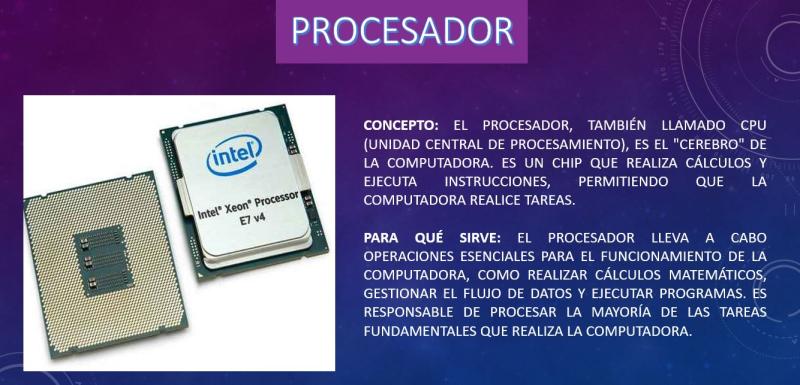 PROCESADOR
intel
Intel® Xeon® Processor
E7 v4
CONCEPTO: EL PROCESADOR, TAMBIÉN LLAMADO CPU
(UNIDAD CENTRAL DE PROCESAMIENTO), ES EL "CEREBRO" DE
LA COMPUTADORA. ES UN CHIP QUE REALIZA CÁLCULOS Y
EJECUTA INSTRUCCIONES, PERMITIENDO QUE LA
COMPUTADORA REALICE TAREAS.
PARA QUÉ SIRVE: EL PROCESADOR LLEVA A CABO
OPERACIONES ESENCIALES PARA EL FUNCIONAMIENTO DE LA
COMPUTADORA, COMO REALIZAR CÁLCULOS MATEMÁTICOS,
GESTIONAR EL FLUJO DE DATOS Y EJECUTAR PROGRAMAS. ES
RESPONSABLE DE PROCESAR LA MAYORÍA DE LAS TAREAS
FUNDAMENTALES QUE REALIZA LA COMPUTADORA.